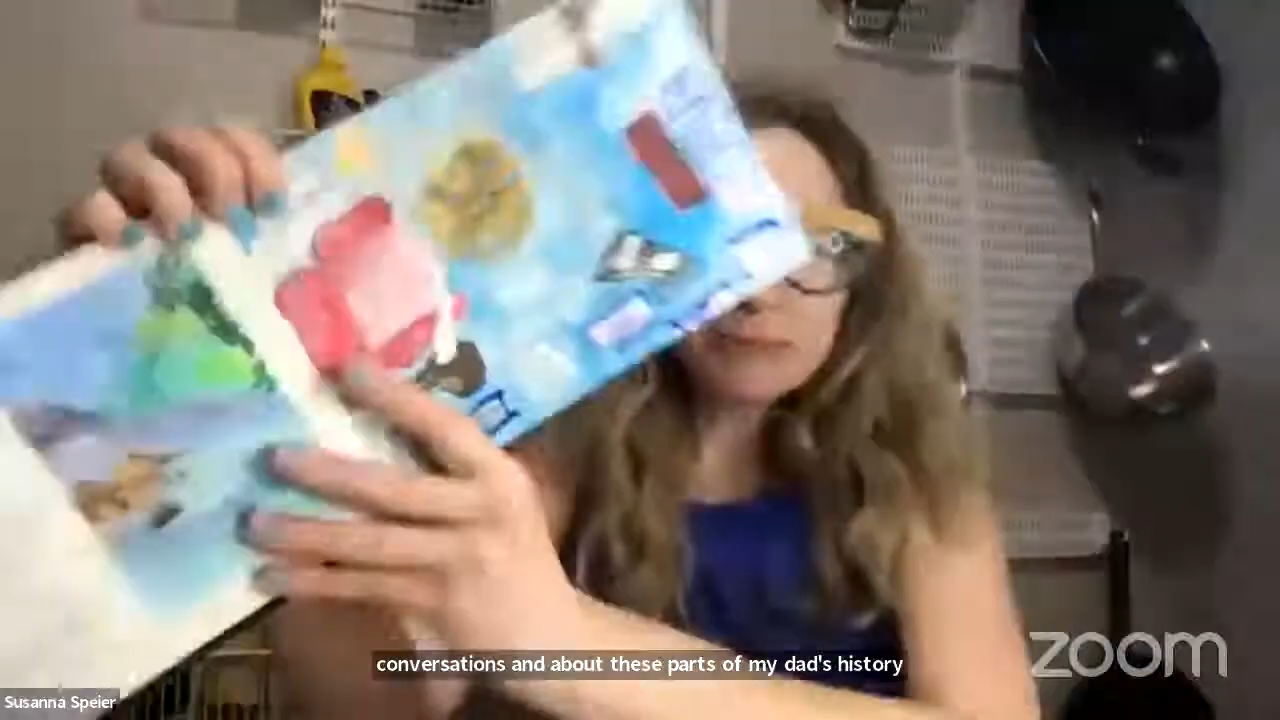 conversations and about these parts of my dad's history
zoom
Susanna Speier